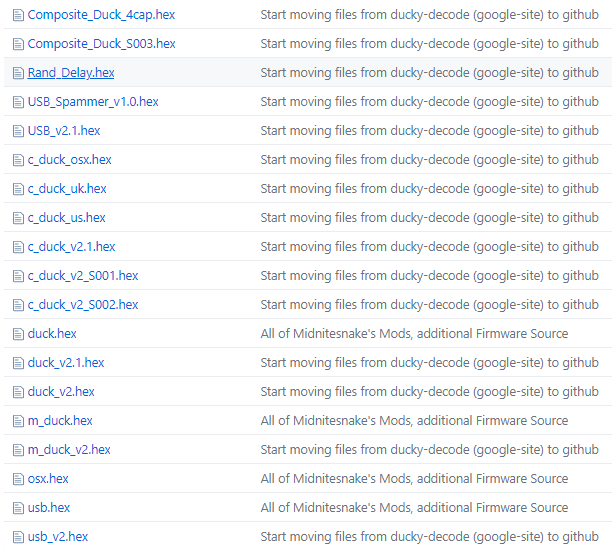 Composite_Duck_4cap.hex Start moving files from ducky-decode (google-site) to github
Composite_Duck_S003.hex Start moving files from ducky-decode (google-site) to github
Rand_Delay.hex Start moving files from ducky-decode (google-site) to github
USB_Spammer_v1.0.hex Start moving files from ducky-decode (google-site) to github
USB_v2.1.hex Start moving files from ducky-decode (google-site) to github
c_duck_osx.hex Start moving files from ducky-decode (google-site) to github
c_duck_uk.hex Start moving files from ducky-decode (google-site) to github
c_duck_us.hex Start moving files from ducky-decode (google-site) to github
c_duck_v2.1.hex Start moving files from ducky-decode (google-site) to github
c_duck_v2_S001.hex Start moving files from ducky-decode (google-site) to github
c_duck_v2_S002.hex Start moving files from ducky-decode (google-site) to github
duck.hex All of Midnitesnake's Mods, additional Firmware Source
duck_v2.1.hex Start moving files from ducky-decode (google-site) to github
duck_v2.hex Start moving files from ducky-decode (google-site) to github
m_duck.hex All of Midnitesnake's Mods, additional Firmware Source
m_duck_v2.hex Start moving files from ducky-decode (google-site) to github
osx.hex All of Midnitesnake's Mods, additional Firmware Source
usb.hex All of Midnitesnake's Mods, additional Firmware Source
usb_v2.hex Start moving files from ducky-decode (google-site) to github